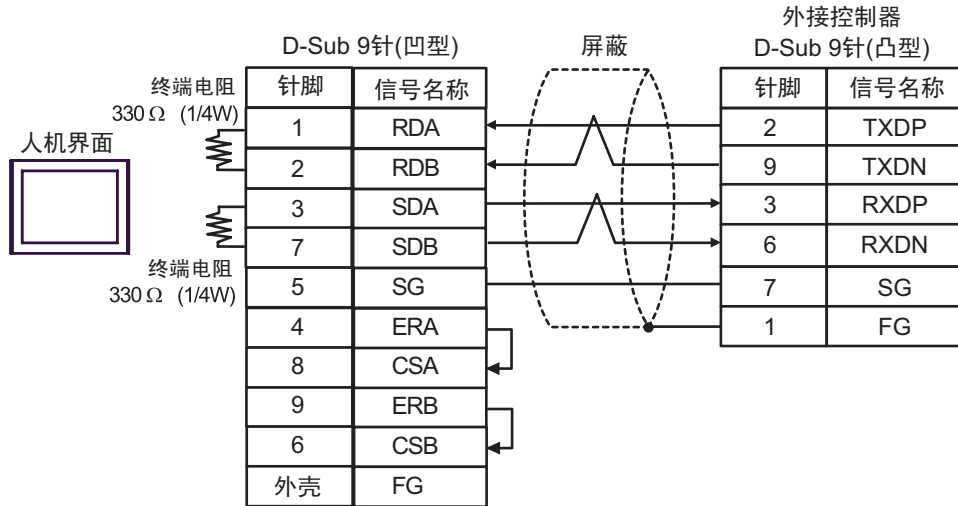 外接控制器
D-Sub 9针(凹型)
屏蔽
D-Sub 9针(凸型)
终端电阻
330Ω (1/4W)
人机界面
针脚 信号名称
1 RDA
2 RDB
3 SDA
7 SDB
5 SG
4 ERA
8 CSA
9 ERB
6 CSB
外壳 FG
终端电阻
330Ω (1/4W)
针脚 信号名称
2 TXDP
9 TXDN
3 RXDP
6 RXDN
7 SG
1 FG